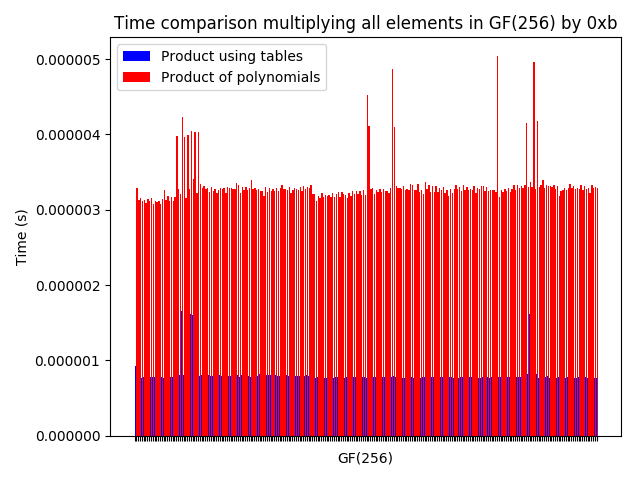 Time comparison multiplying all elements in GF(256) by 0xb
Product using tables
Product of polynomials
0.000005
0.000004
0.000003
0.000002
0.000001
0.000000
Time (s)
GF(256)